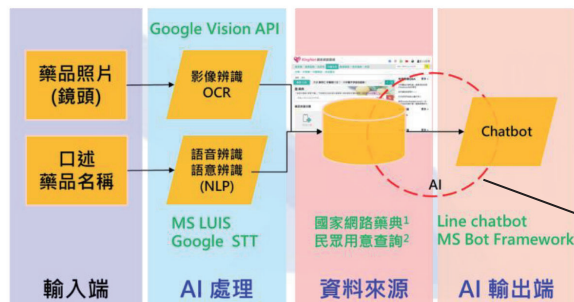 Google Vision API
藥品照片
(鏡頭)
影像辨識
OCR
口述
藥品名稱
語音辨識
語意辨識
(NLP)
Chatbot
AI
MS LUIS
Google STT
國家網路藥典1
民眾用意查詢2
Line chatbot
MS Bot Framework
輸入端
AI 處理
資料來源
AI 輸出端